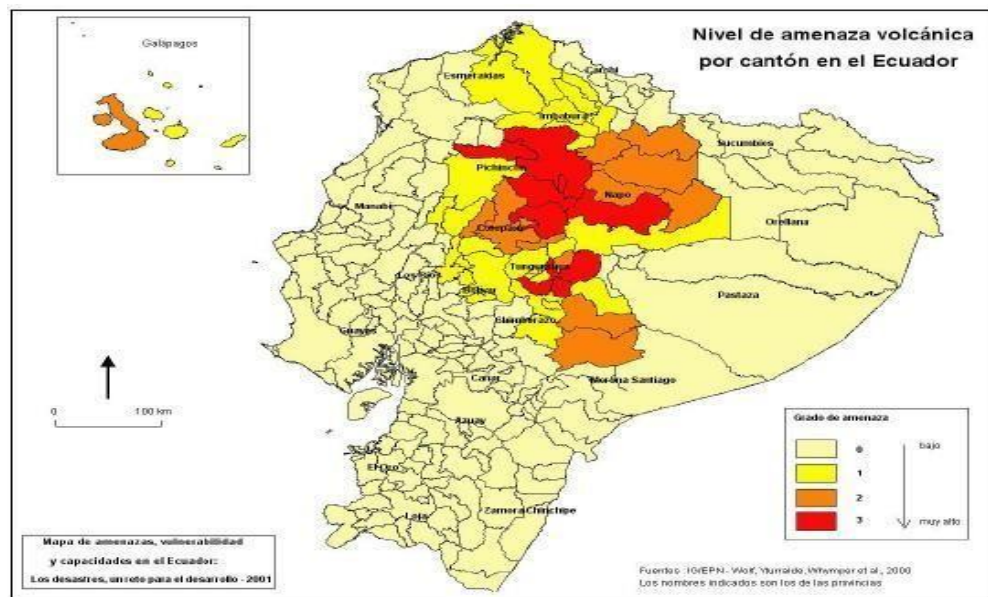 Galápagos
Nivel de amenaza volcánica
por cantón en el Ecuador
Carchi
Esmeraldas
Imbabura
Sucumbíos
Pichincha
Napo
Manabí
Orellana
Cotopaxi
Los Ríos
Tungurahua
Bolívar
Pastaza
Chimborazo
Guayas
Cañar
Morona Santiago
0
100 km
Azuay
Grado de amenaza
0
bajo
1
2
3
muy alto
El Oro
Loja
Zamora Chinchipe
Mapa de amenazas, vulnerabilidad
y capacidades en el Ecuador:
Los desastres, un reto para el desarrollo - 2001
Fuentes : IG/EPN - Wolf, Yturralde, Whymper et al., 2000
Los nombres indicados son los de las provincias